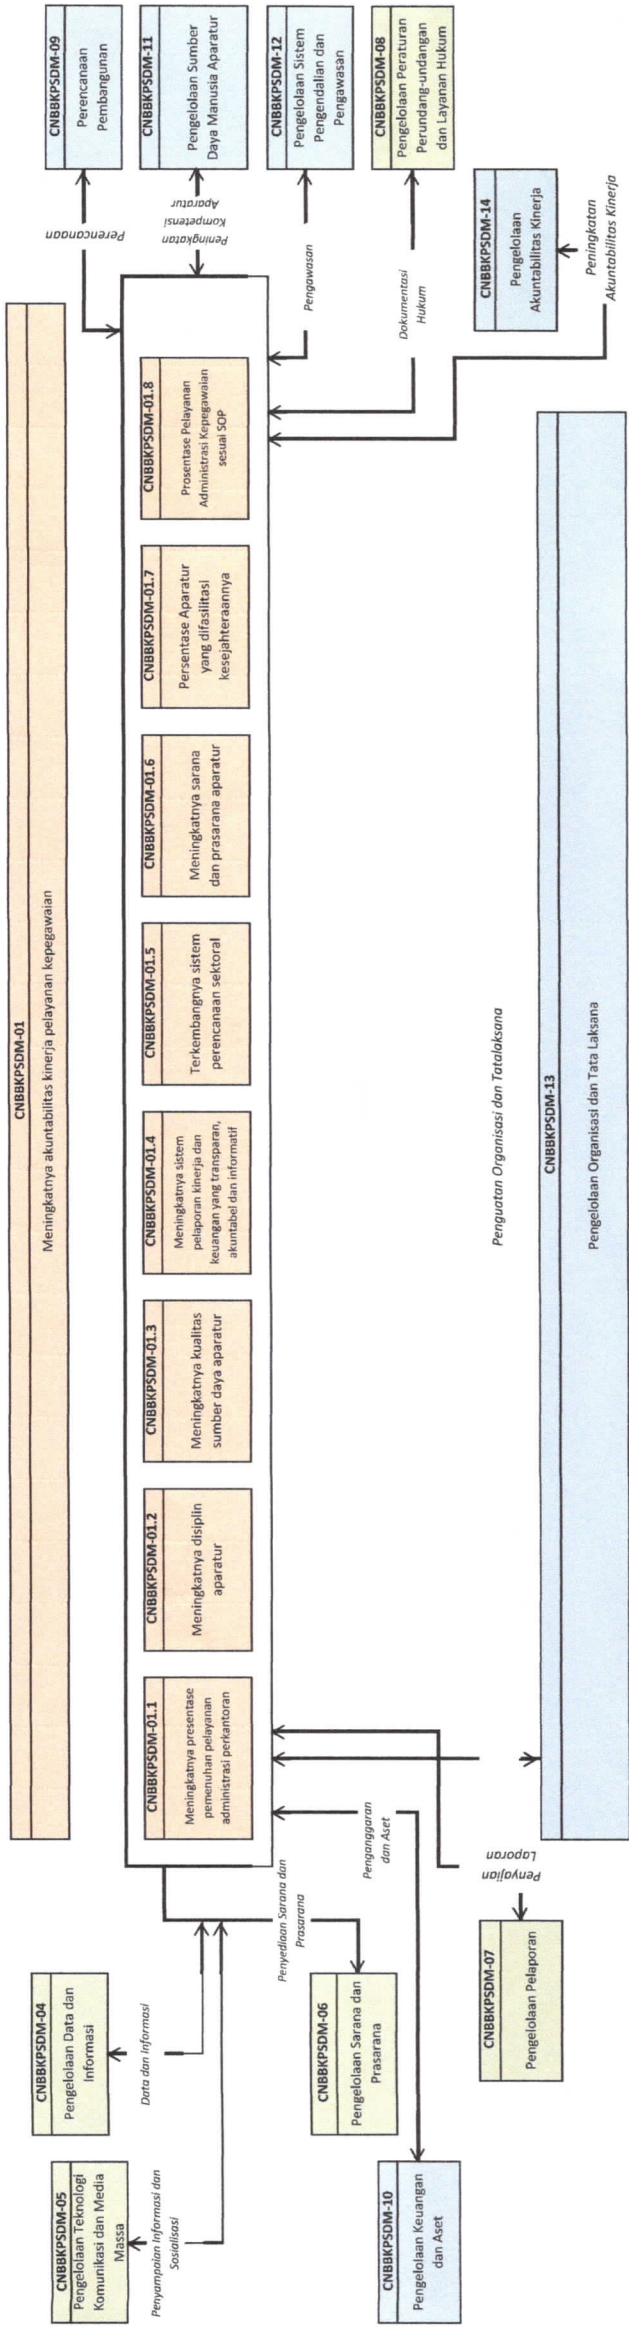 CNBBKPSDM-01
Meningkatnya akuntabilitas kinerja pelayanan kepegawaian
CNBBKPSDM-05
Pengelolaan Teknologi
Komunikasi dan Media
Massa
Penyampaian Informasi dan
Sosialisasi
CNBBKPSDM-04
Pengelolaan Data dan
Informasi
Data dan Informasi
CNBBKPSDM-01.1
Meningkatnya presentase
pemenuhan pelayanan
administrasi perkantoran
CNBBKPSDM-01.2
Meningkatnya disiplin
aparatur
CNBBKPSDM-01.3
Meningkatnya kualitas
sumber daya aparatur
CNBBKPSDM-01.4
Meningkatnya sistem
pelaporan kinerja dan
keuangan yang transparan,
akuntabel dan informatif
CNBBKPSDM-01.5
Terkembangnya sistem
perencanaan sektoral
CNBBKPSDM-01.6
Meningkatnya sarana
dan prasarana aparatur
CNBBKPSDM-01.7
Persentase Aparatur
yang difasilitasi
kesejahteraannya
CNBBKPSDM-01.8
Prosentase Pelayanan
Administrasi Kepegawaian
sesuai SOP
Perencanaan
CNBBKPSDM-09
Perencanaan
Pembangunan
Peningkatan
Kompetensi
Aparatur
CNBBKPSDM-11
Pengelolaan Sumber
Daya Manusia Aparatur
Pengawasan
CNBBKPSDM-12
Pengelolaan Sistem
Pengendalian dan
Pengawasan
Dokumentasi
Hukum
CNBBKPSDM-08
Pengelolaan Peraturan
Perundang-undangan
dan Layanan Hukum
Penyediaan Sarana dan
Prasarana
CNBBKPSDM-06
Pengelolaan Sarana dan
Prasarana
Penganggaran
dan Aset
CNBBKPSDM-10
Pengelolaan Keuangan
dan Aset
Penyajian
Laporan
CNBBKPSDM-07
Pengelolaan Pelaporan
Penguatan Organisasi dan Tatalaksana
CNBBKPSDM-13
Pengelolaan Organisasi dan Tata Laksana
CNBBKPSDM-14
Pengelolaan
Akuntabilitas Kinerja
Peningkatan
Akuntabilitas Kinerja